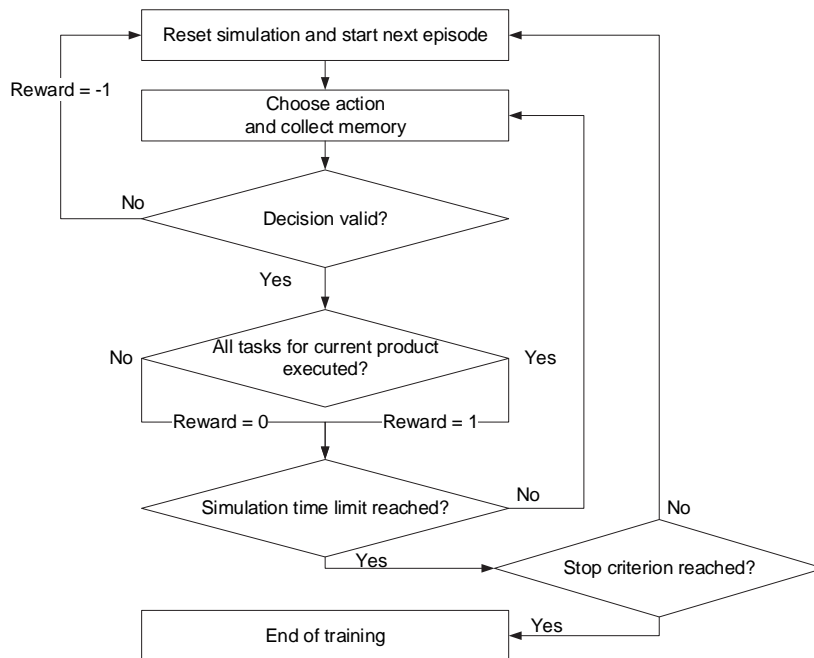 Reset simulation and start next episode
Reward = -1
Choose action
and collect memory
No
Decision valid?
Yes
No
All tasks for current product
executed?
Yes
Reward = 0
Reward = 1
Simulation time limit reached?
No
No
Yes
Stop criterion reached?
End of training
Yes